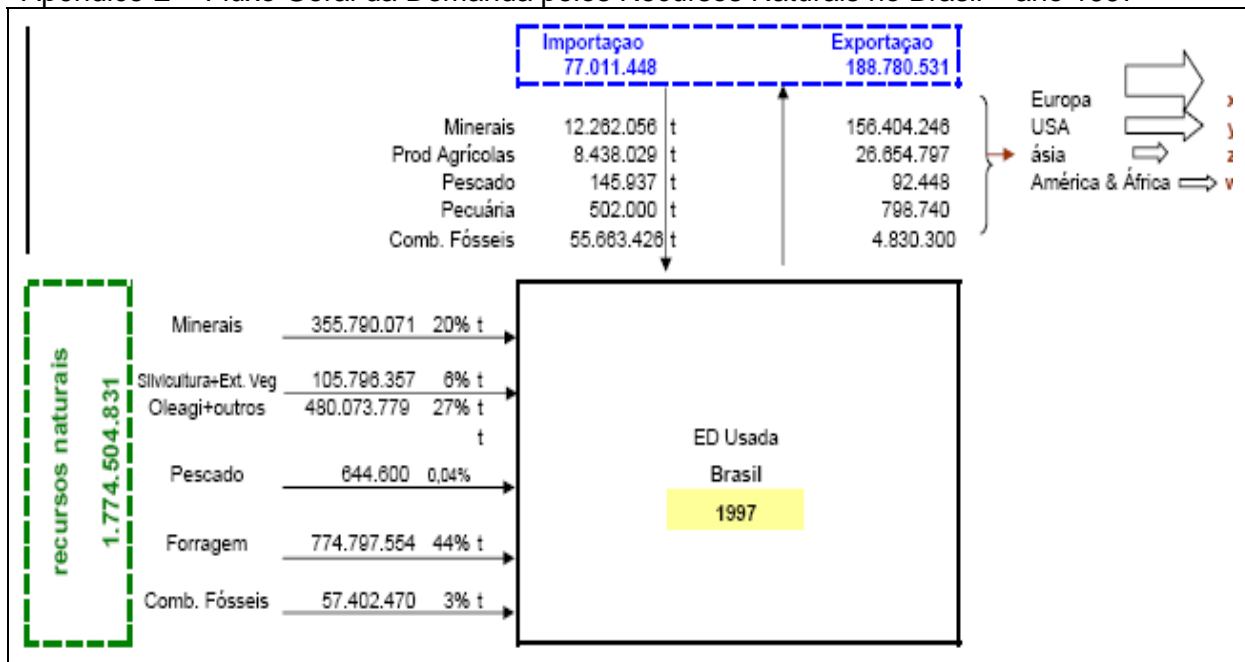 Importaçao Exportaçao
77.011.448 188.780.531
Minerais 12.262.056 t 156.404.246
Prod Agrícolas 8.438.029 t 26.654.797
Pescado 145.937 t 92.448
Pecuária 502.000 t 798.740
Comb. Fósseis 55.663.426 t 4.830.300
Europa x
USA y
ásia z
América & África w
recursos naturais
1.774.504.831
Minerais 355.790.071 20% t
Silvicultura+Ext. Veg 105.796.357 6% t
Oleagi+outros 480.073.779 27% t
t
Pescado 644.600 0,04%
Forragem 774.797.554 44% t
Comb. Fósseis 57.402.470 3% t
ED Usada
Brasil
1997